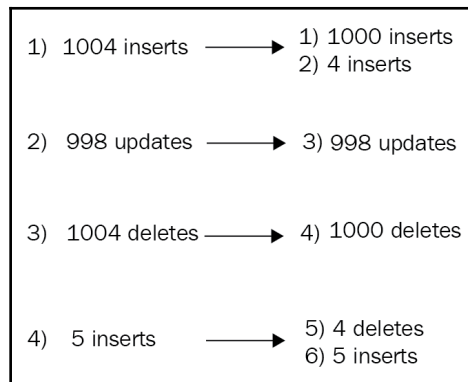 1) 1004 inserts
1) 1000 inserts
2) 4 inserts
2) 998 updates
3) 998 updates
3) 1004 deletes
4) 1000 deletes
4) 5 inserts
5) 4 deletes
6) 5 inserts